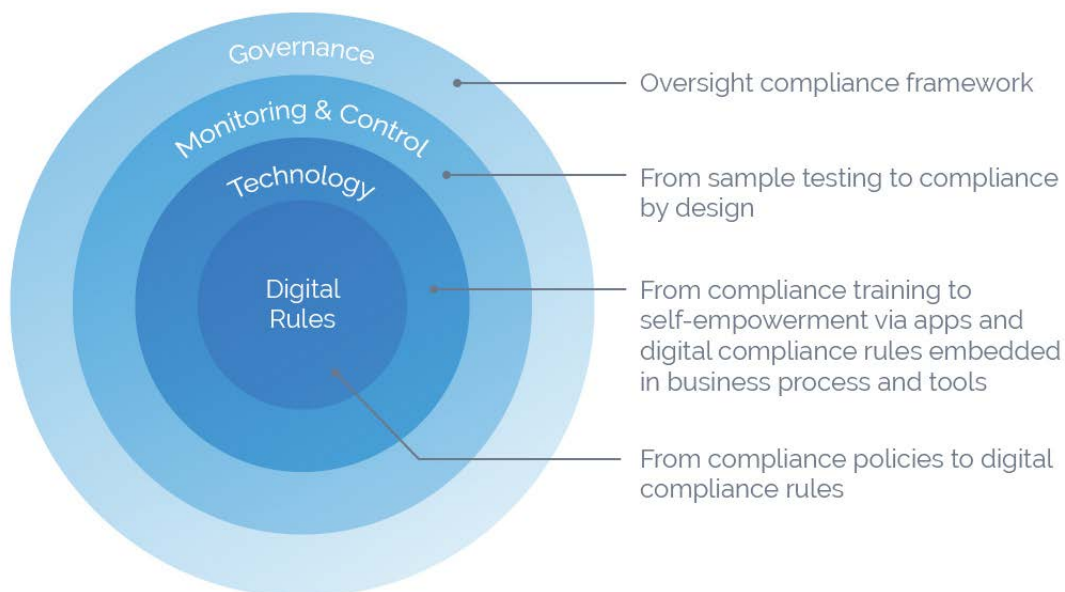 Governance
Oversight compliance framework
Monitoring & Control
From sample testing to compliance
by design
Technology
From compliance training to
self-empowerment via apps and
digital compliance rules embedded
in business process and tools
Digital
Rules
From compliance policies to digital
compliance rules